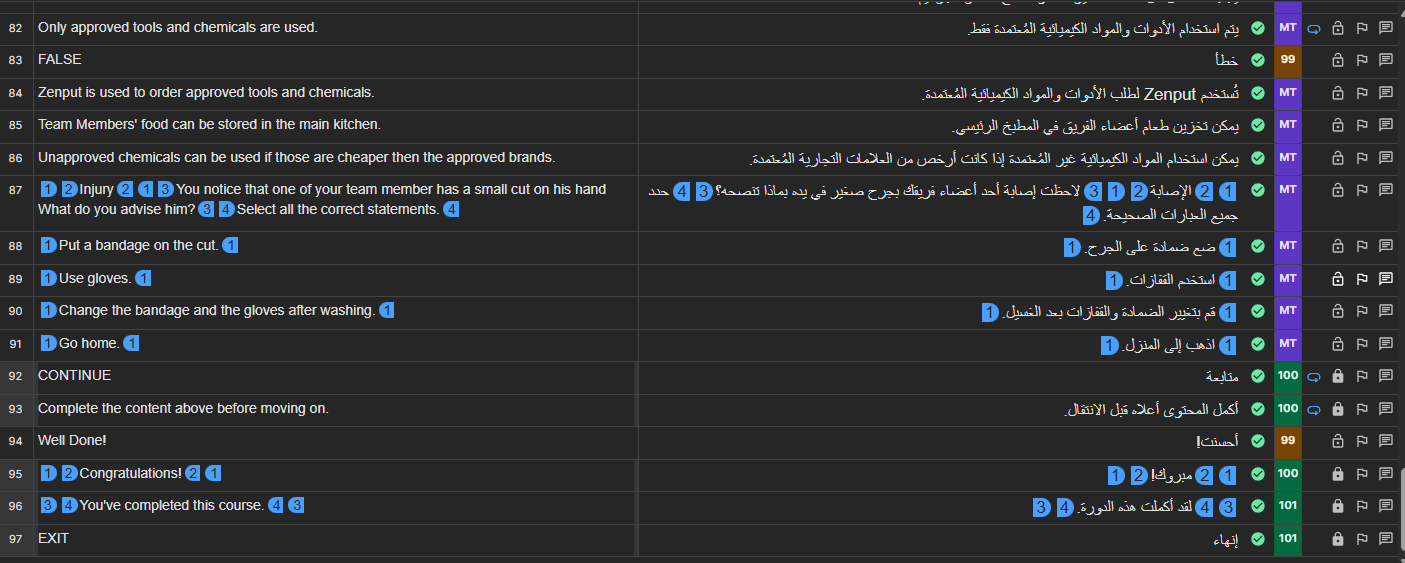 82 Only approved tools and chemicals are used. يتم استخدام الأدوات والمواد الكيميائية المُعتمدة فقط. MT
83 FALSE خطأ 99
84 Zenput is used to order approved tools and chemicals. تُستخدم Zenput لطلب الأدوات والمواد الكيميائية المُعتمدة. MT
85 Team Members' food can be stored in the main kitchen. يمكن تخزين طعام أعضاء الفريق في المطبخ الرئيسي. MT
86 Unapproved chemicals can be used if those are cheaper then the approved brands. يمكن استخدام المواد الكيميائية غير المُعتمدة إذا كانت أرخص من العلامات التجارية المُعتمدة. MT
87 1 2 Injury 2 1 3 You notice that one of your team member has a small cut on his hand 1 2 الإصابة 2 1 3 لاحظت إصابة أحد أعضاء فريقك بجرح صغير في يده بماذا تنصحه؟ 3 4 حدد MT
What do you advise him? 3 4 Select all the correct statements. 4 جميع العبارات الصحيحة. 4
88 1 Put a bandage on the cut. 1 1 ضع ضمادة على الجرح. 1 MT
89 1 Use gloves. 1 1 استخدم القفازات. 1 MT
90 1 Change the bandage and the gloves after washing. 1 1 قم بتغيير الضمادة والقفازات بعد الغسيل. 1 MT
91 1 Go home. 1 1 اذهب إلى المنزل. 1 MT
92 CONTINUE متابعة 100
93 Complete the content above before moving on. أكمل المحتوى أعلاه قبل الانتقال. 100
94 Well Done! أحسنت! 99
95 1 2 Congratulations! 2 1 1 2 مبروك! 2 1 100
96 3 4 You've completed this course. 4 3 3 4 لقد أكملت هذه الدورة. 4 3 101
97 EXIT إنهاء 101